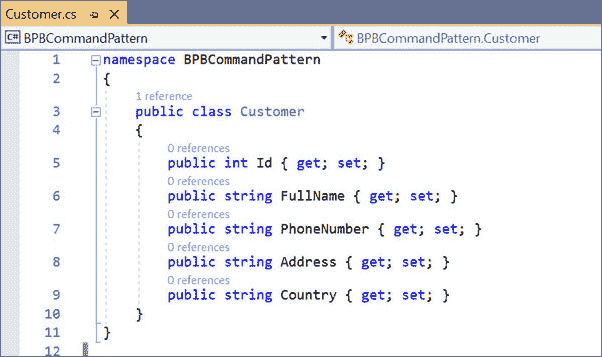 Customer.cs
C# BPBCommandPattern BPBCommandPattern.Customer
1 namespace BPBCommandPattern
2 {
1 reference
3 public class Customer
4 {
0 references
5 public int Id { get; set; }
0 references
6 public string FullName { get; set; }
0 references
7 public string PhoneNumber { get; set; }
0 references
8 public string Address { get; set; }
0 references
9 public string Country { get; set; }
10 }
11 }
12